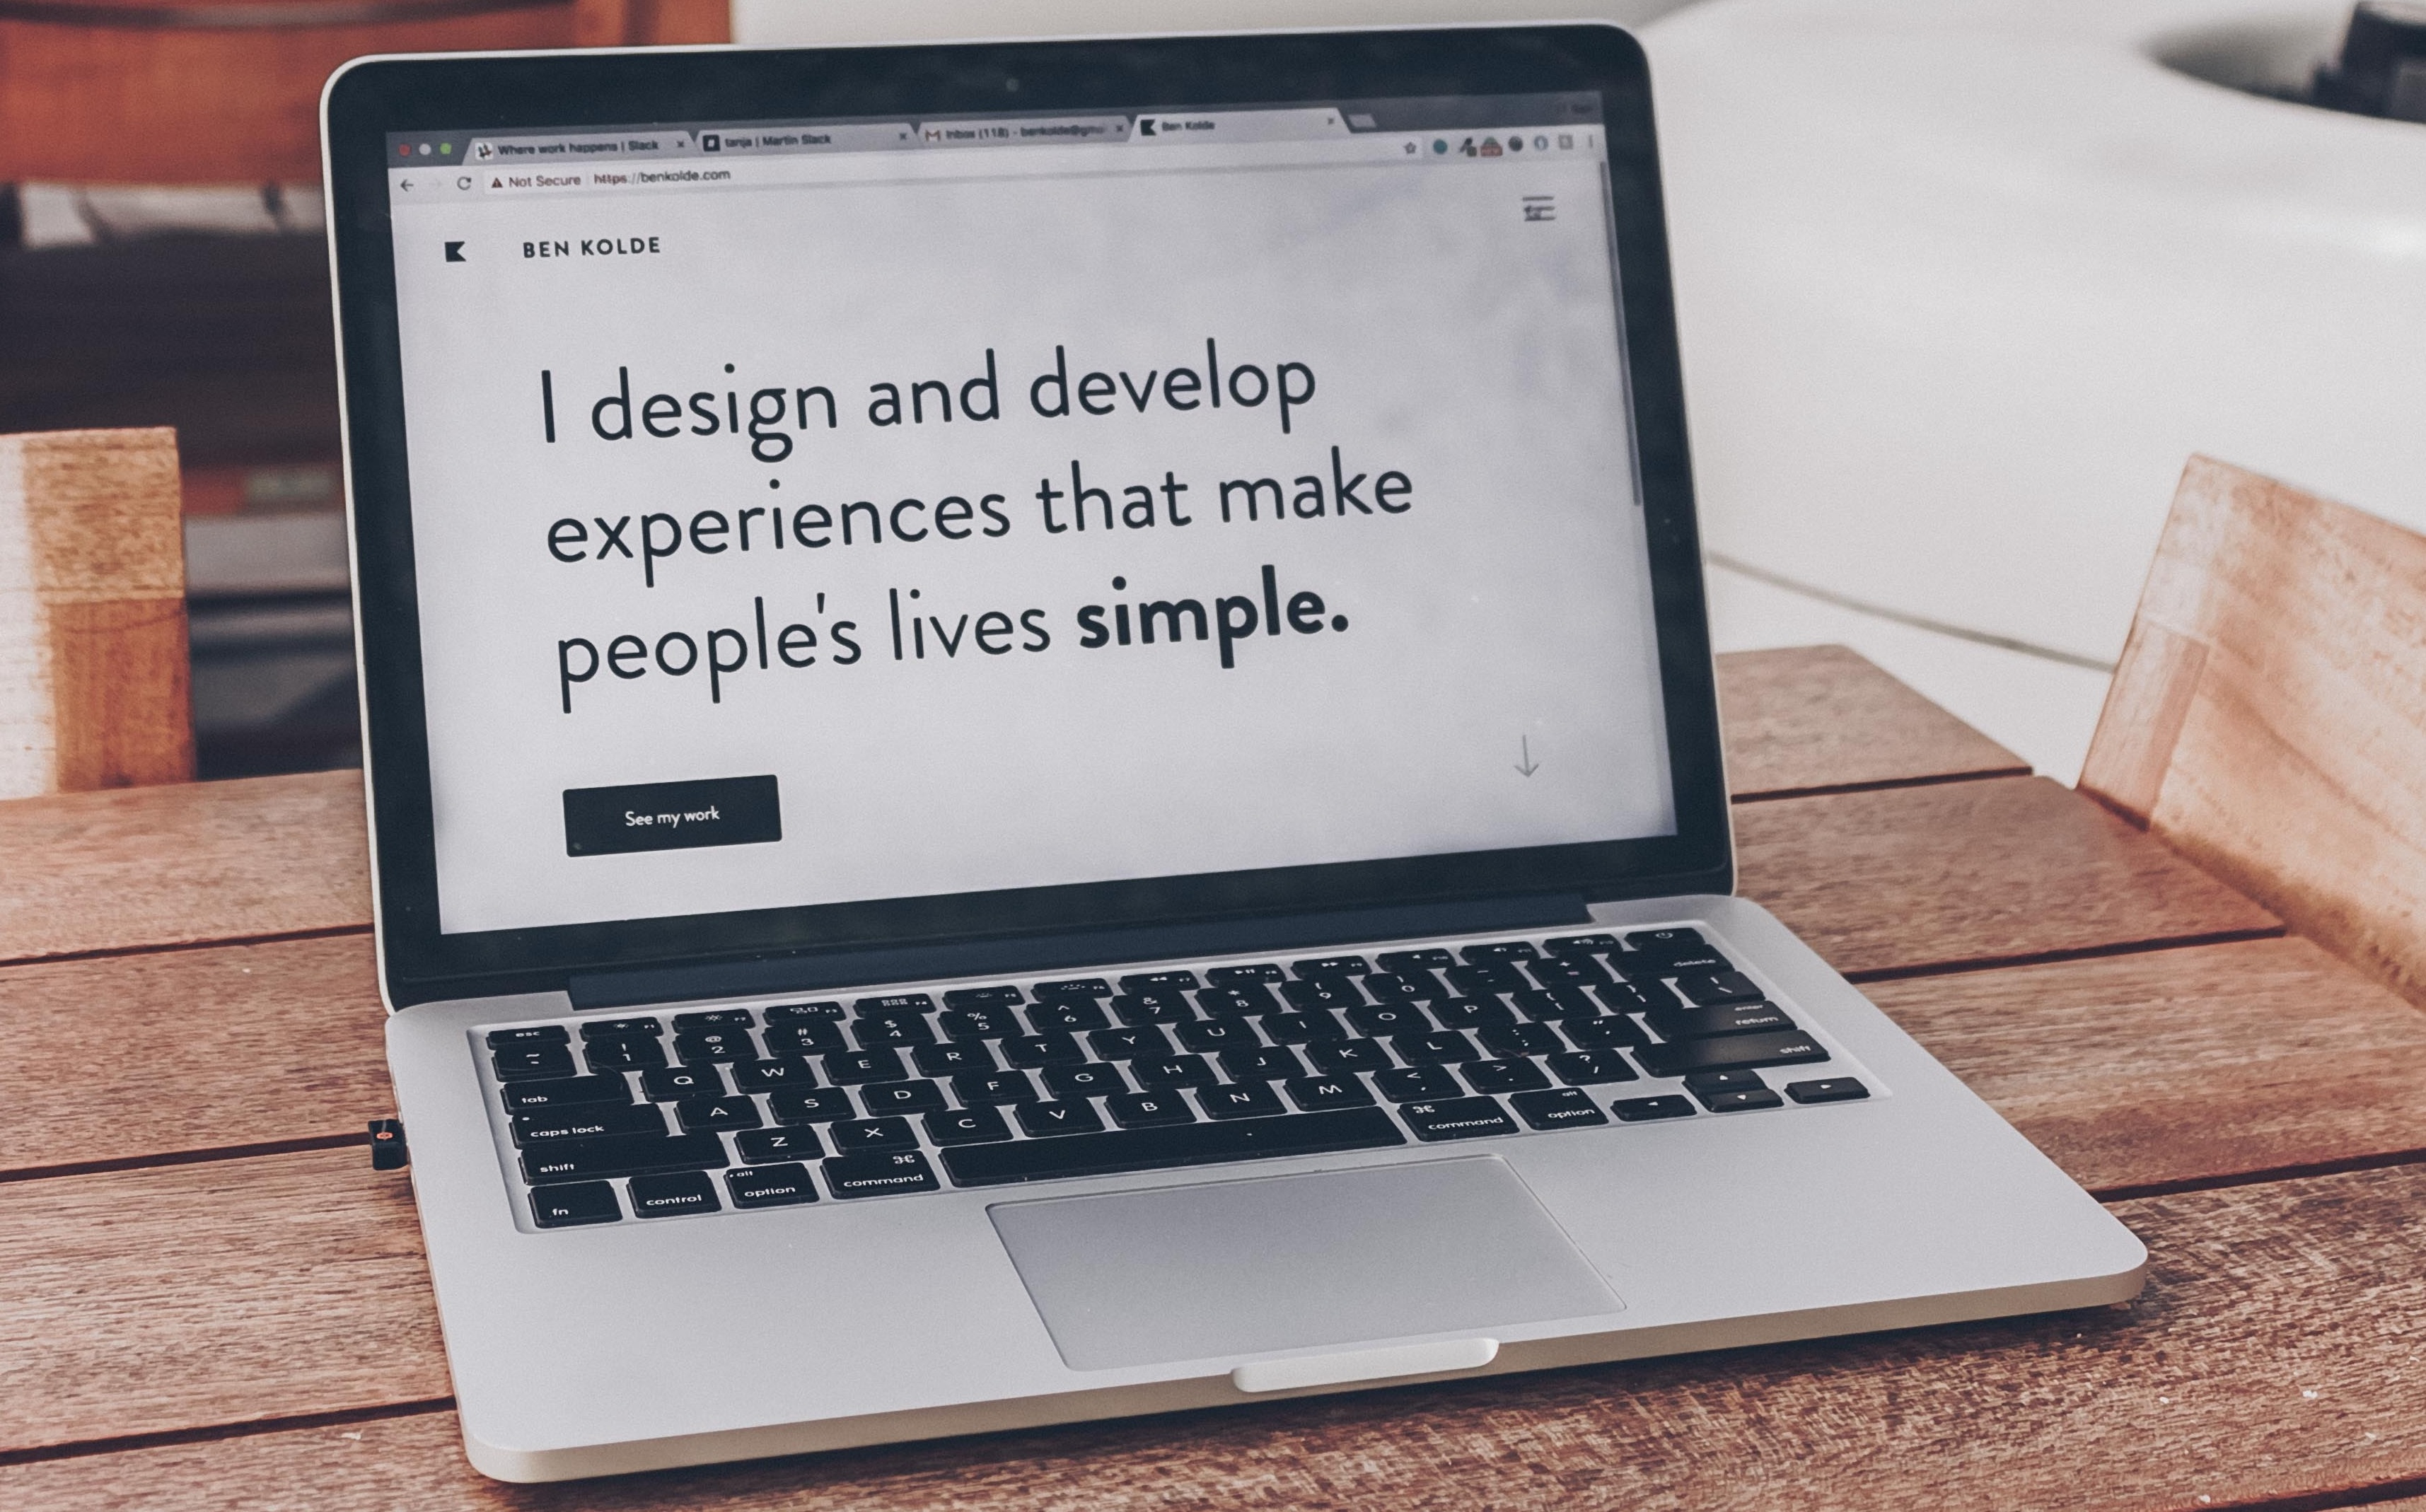 Where work happens | Slack
tanja | Martin Slack
Inbox (118) - benkolde@gma
Ben Kolde
Not Secure
https://benkolde.com
BEN KOLDE
I design and develop
experiences that make
people's lives simple.
See my work
esc
delete
~ ! 1 @ 2 # 3 $ 4 % 5 ^ 6 & 7 * 8 ( 9 ) 0
tab Q W E R T Y U I O P
caps lock A S D F G H J K L enter return
shift Z X C V B N M < , > . ? / shift
fn control alt option ⌘ command ⌘ command alt option